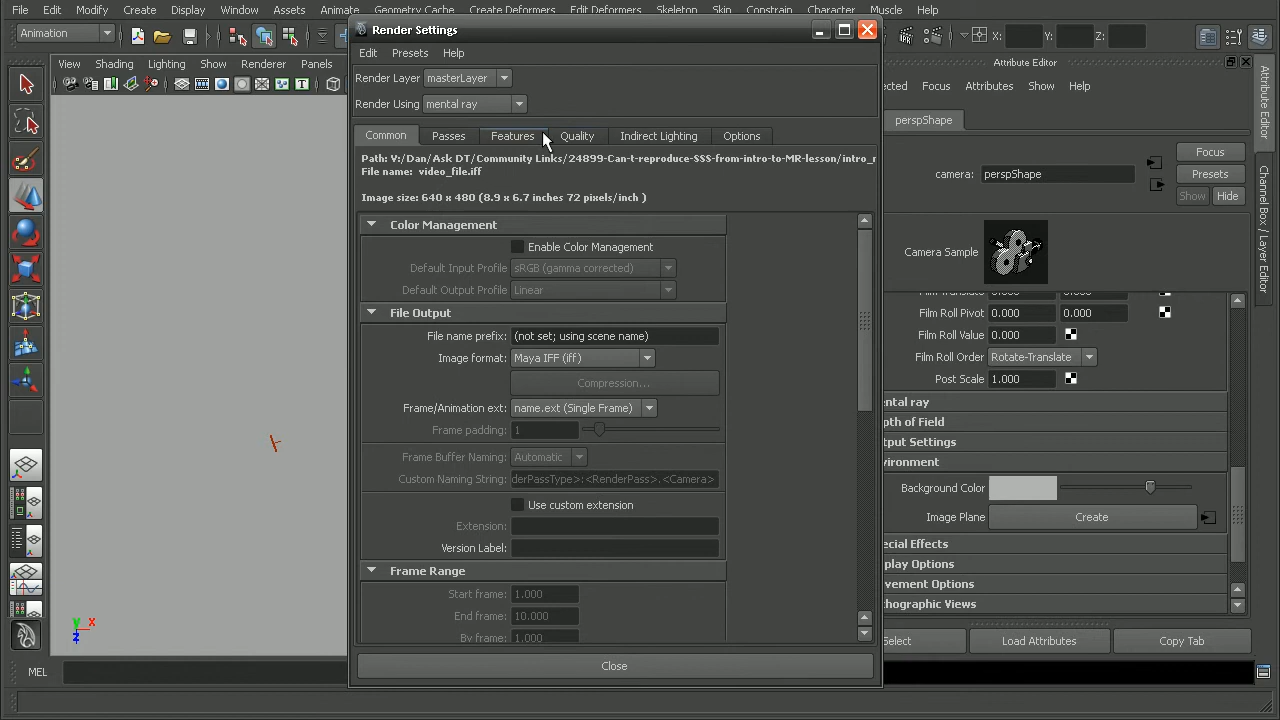 File Edit Modify Create Display Window Assets Animate Geometry Cache Create Deformers Edit Deformers Skeleton Skin Constrain Character Muscle Help
Animation
X: Y: Z:
View Shading Lighting Show Renderer Panels
Render Settings
Edit Presets Help
Render Layer masterLayer
Render Using mental ray
Common Passes Features Quality Indirect Lighting Options
Path: V:/Dan/Ask DT/Community Links/24899-Can-t-reproduce-SSS-from-intro-to-MR-lesson/intro_
File name: video_file.iff
Image size: 640 x 480 (8.9 x 6.7 inches 72 pixels/inch )
Color Management
Enable Color Management
Default Input Profile sRGB (gamma corrected)
Default Output Profile Linear
File Output
File name prefix: (not set; using scene name)
Image format: Maya IFF (iff)
Compression...
Frame/Animation ext: name.ext (Single Frame)
Frame padding: 1
Frame Buffer Naming: Automatic
Custom Naming String: derPassType>:<RenderPass>.<Camera>
Use custom extension
Extension:
Version Label:
Frame Range
Start frame: 1.000
End frame: 10.000
By frame: 1.000
Close
Attribute Editor
ected Focus Attributes Show Help
perspShape
Focus
camera: perspShape
Presets
Show Hide
Camera Sample
Film Roll Pivot 0.000 0.000
Film Roll Value 0.000
Film Roll Order Rotate-Translate
Post Scale 1.000
ental ray
pth of Field
tput Settings
vironment
Background Color
Image Plane Create
ecial Effects
splay Options
vement Options
thographic Views
Select Load Attributes Copy Tab
Attribute Editor
Channel Box / Layer Editor
y x
z
MEL